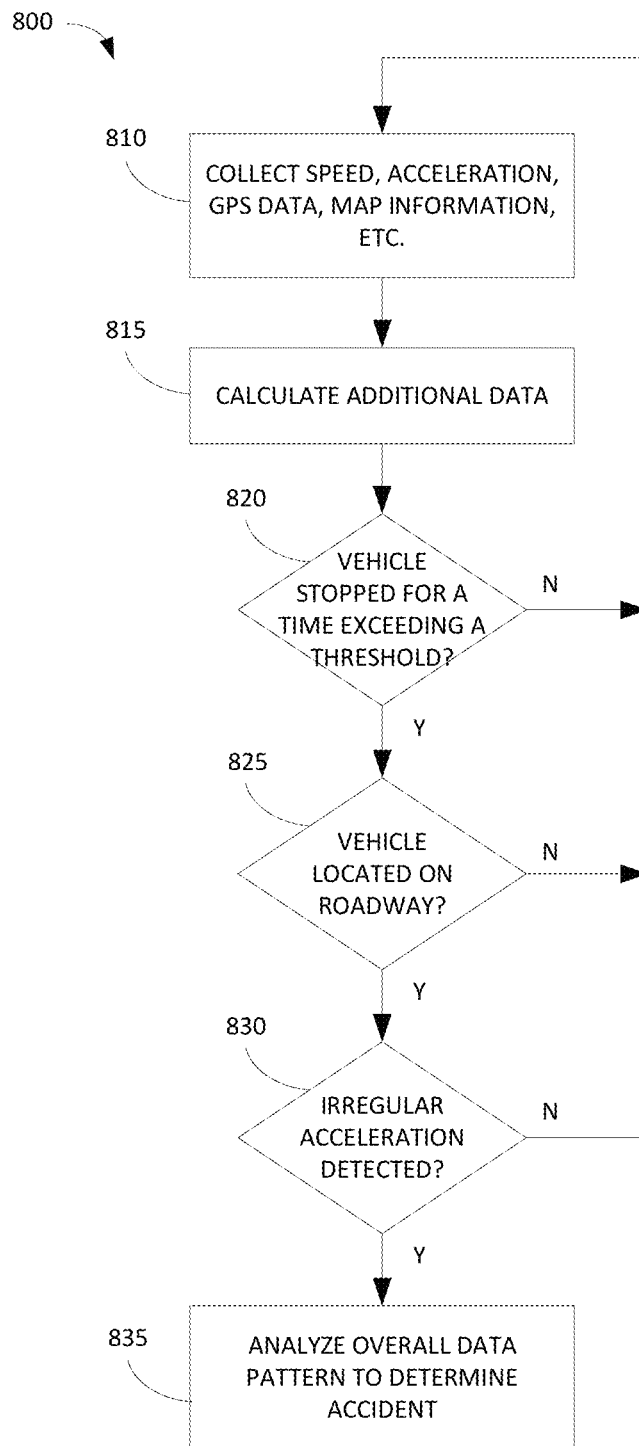 800
810
COLLECT SPEED, ACCELERATION,
GPS DATA, MAP INFORMATION,
ETC.
815
CALCULATE ADDITIONAL DATA
820
VEHICLE
STOPPED FOR A
TIME EXCEEDING A
THRESHOLD?
N
Y
825
VEHICLE
LOCATED ON
ROADWAY?
N
Y
830
IRREGULAR
ACCELERATION
DETECTED?
N
Y
835
ANALYZE OVERALL DATA
PATTERN TO DETERMINE
ACCIDENT